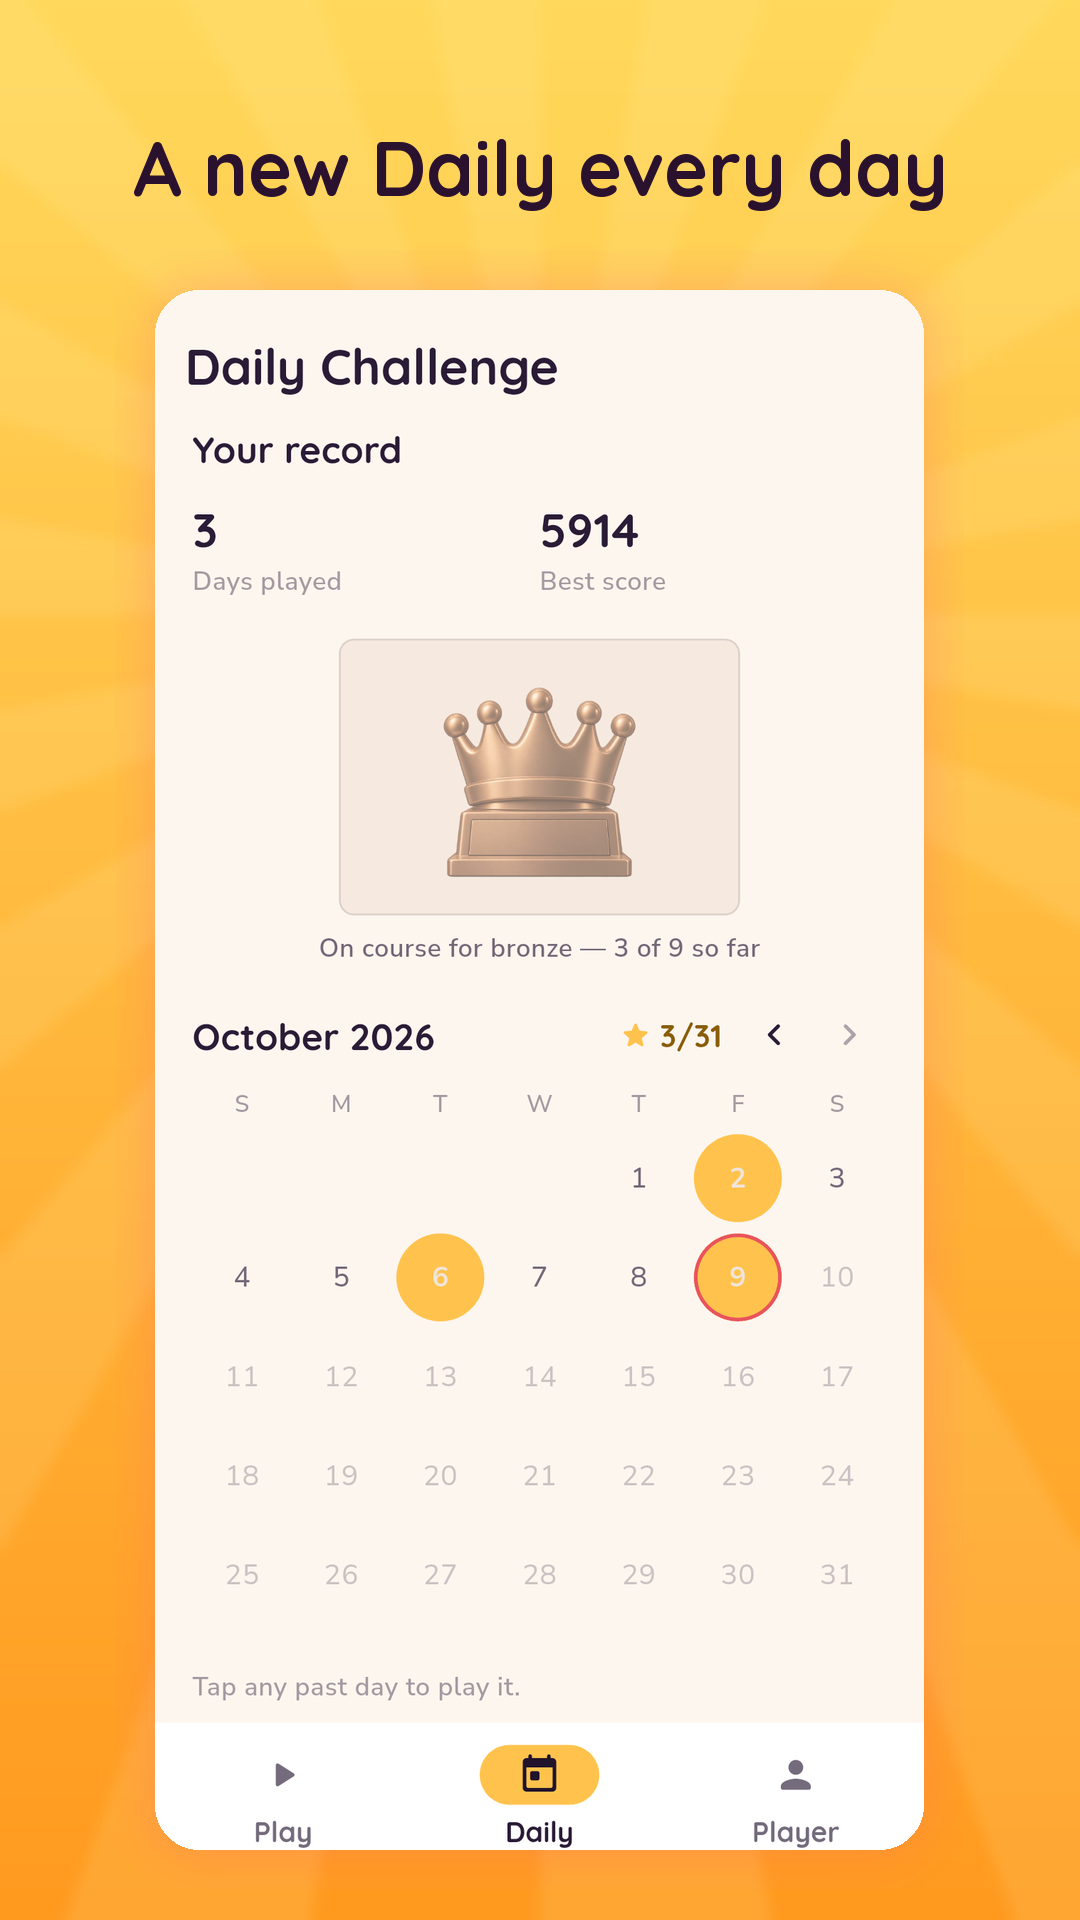 A new Daily every day
Daily Challenge
Your record
3 5914
Days played Best score
On course for bronze — 3 of 9 so far
October 2026 3/31
S M T W T F S
1 2 3
4 5 6 7 8 9 10
11 12 13 14 15 16 17
18 19 20 21 22 23 24
25 26 27 28 29 30 31
Tap any past day to play it.
Play Daily Player